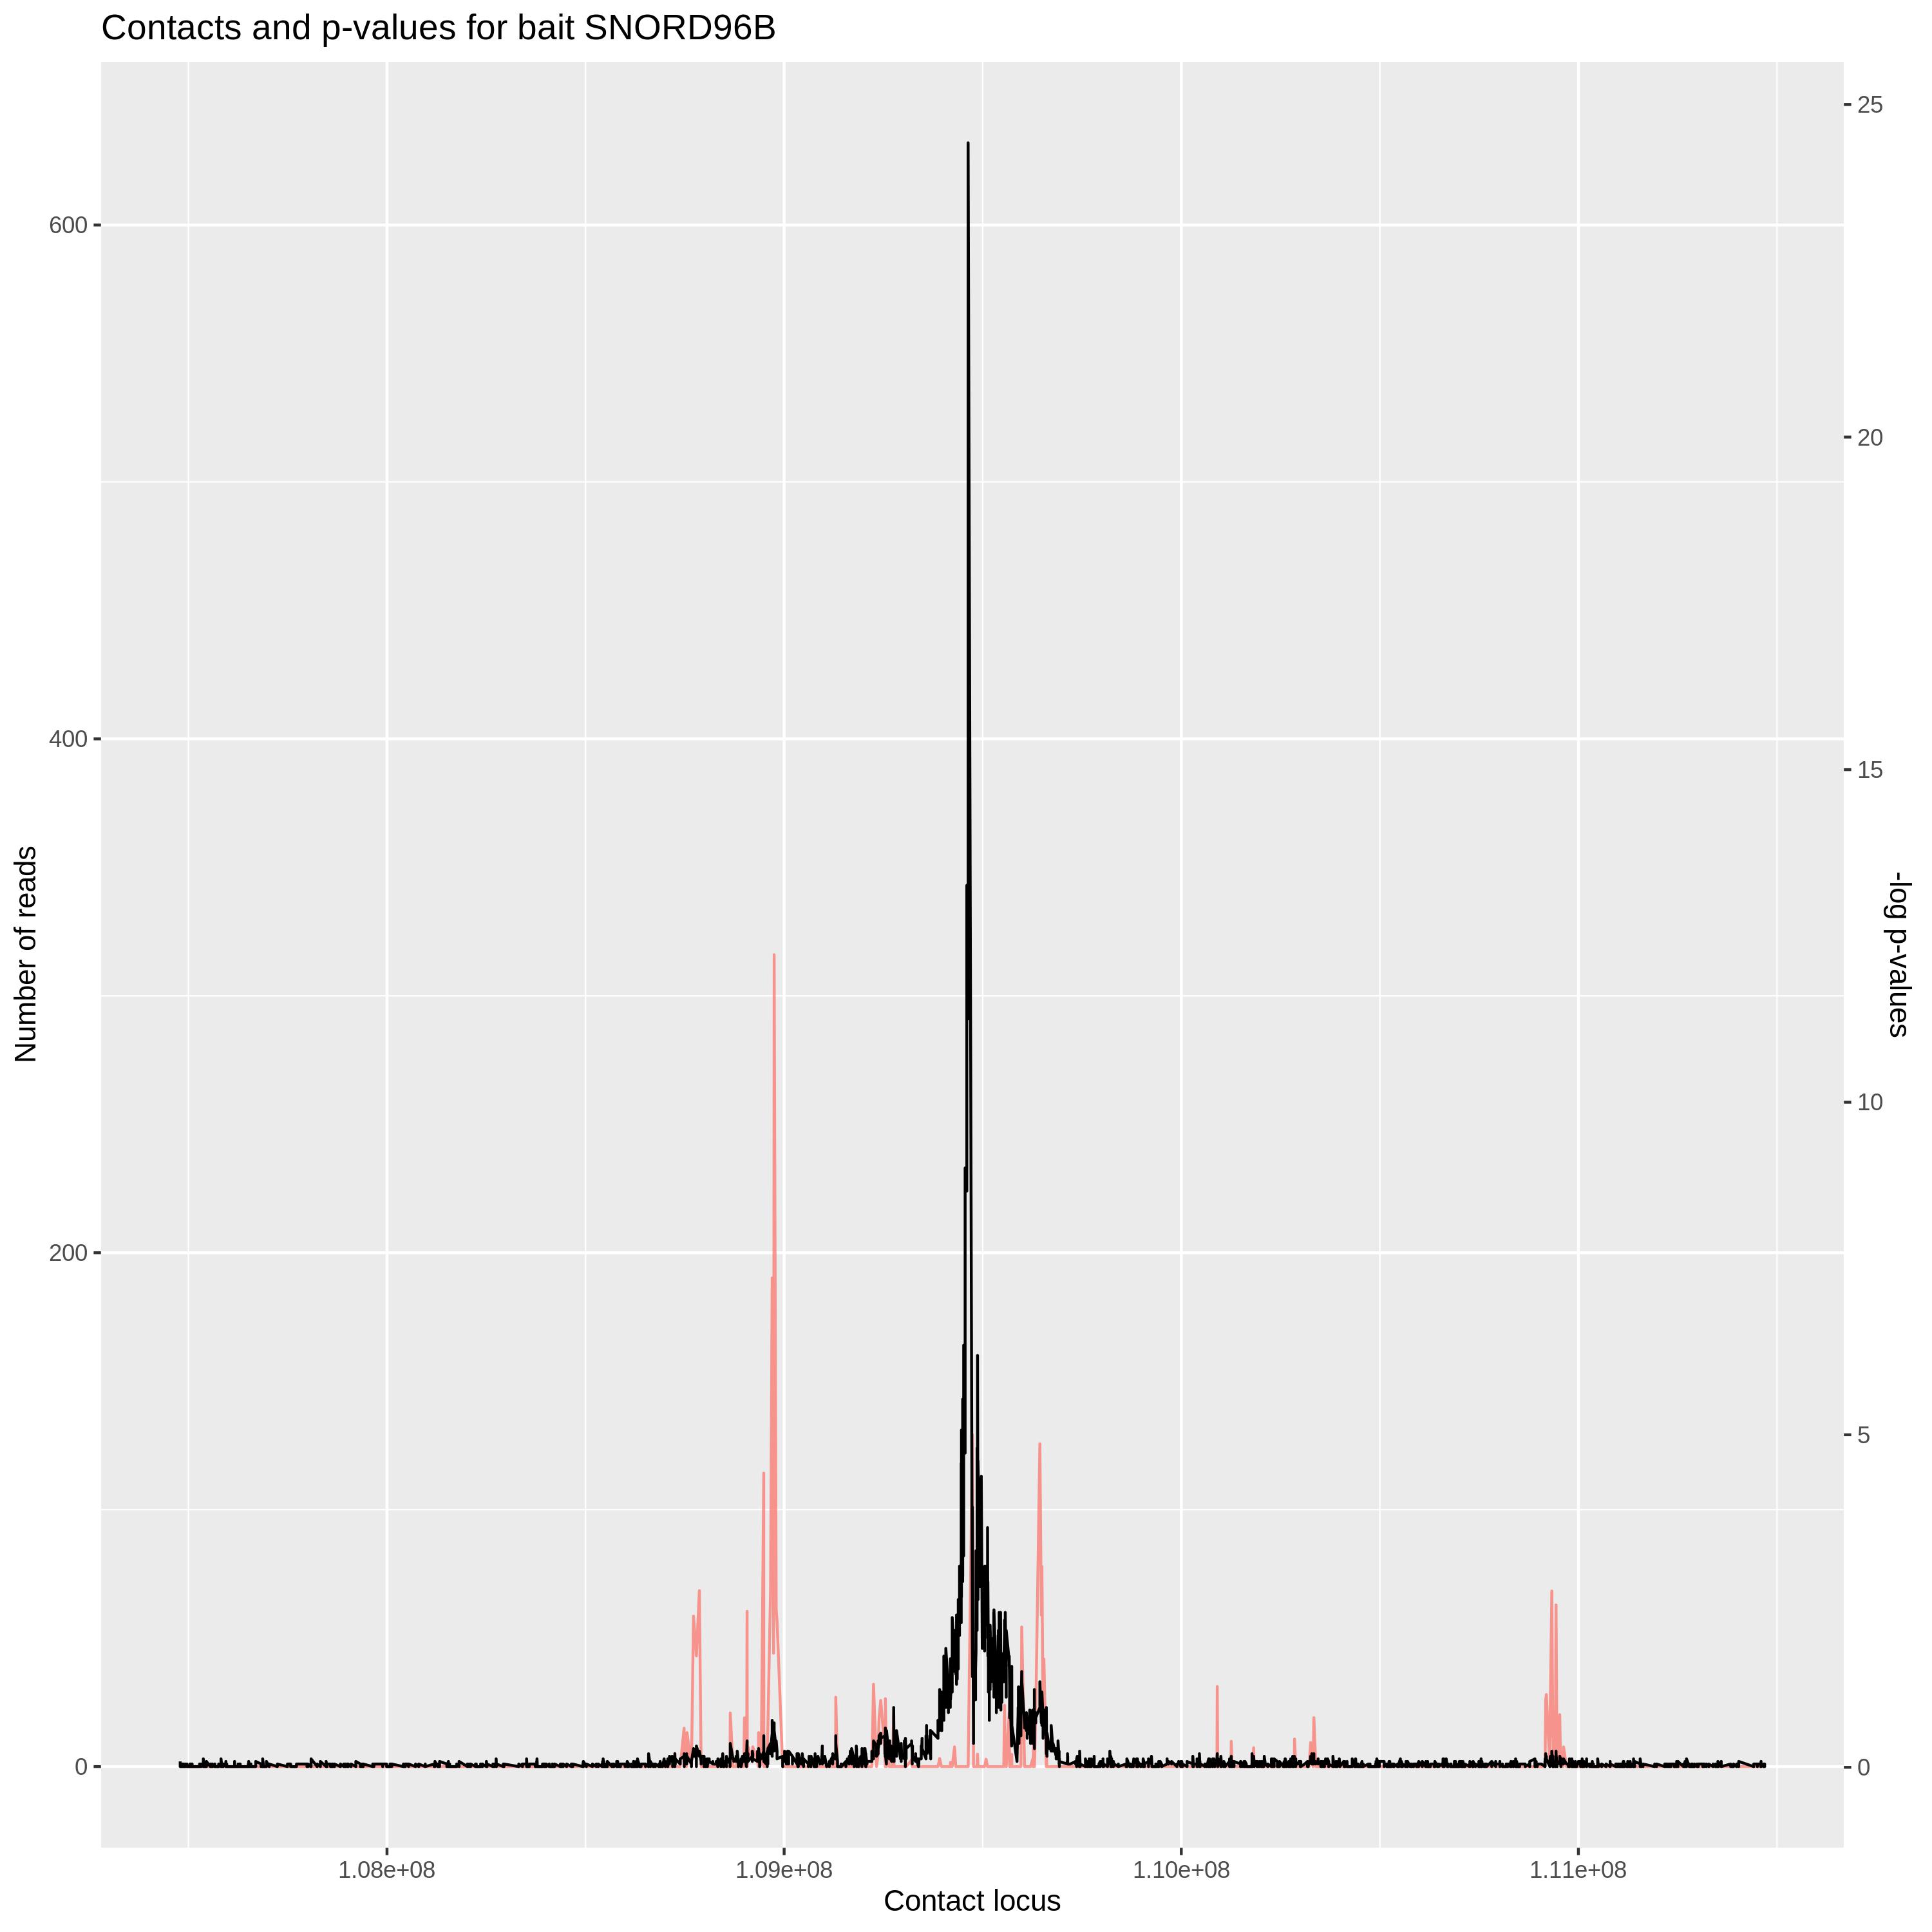 Contacts and p-values for bait SNORD96B
Number of reads
600
400
200
0
-log p-values
25
20
15
10
5
0
1.08e+08
1.09e+08
1.10e+08
1.11e+08
Contact locus